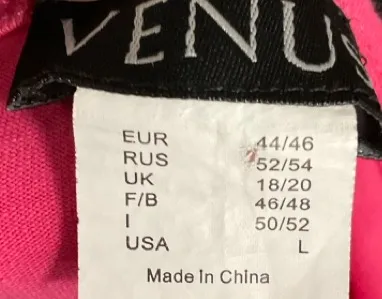 VENUS
EUR 44/46
RUS 52/54
UK 18/20
F/B 46/48
I 50/52
USA L
Made in China